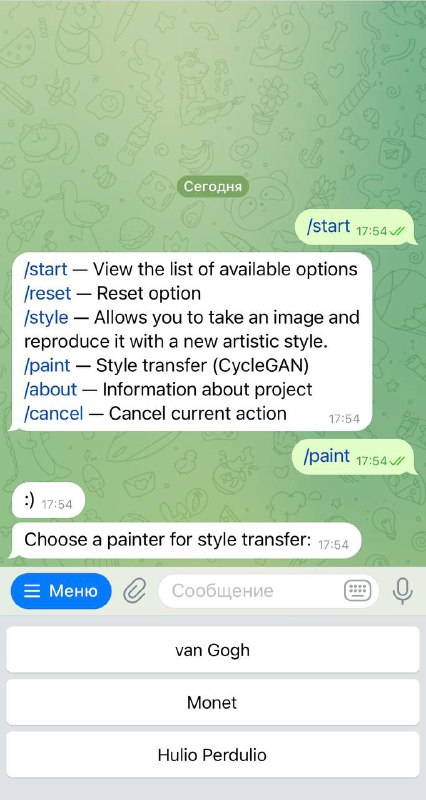 Сегодня
/start 17:54
/start — View the list of available options
/reset — Reset option
/style — Allows you to take an image and
reproduce it with a new artistic style.
/paint — Style transfer (CycleGAN)
/about — Information about project
/cancel — Cancel current action 17:54
/paint 17:54
:) 17:54
Choose a painter for style transfer: 17:54
Меню
Сообщение
van Gogh
Monet
Hulio Perdulio